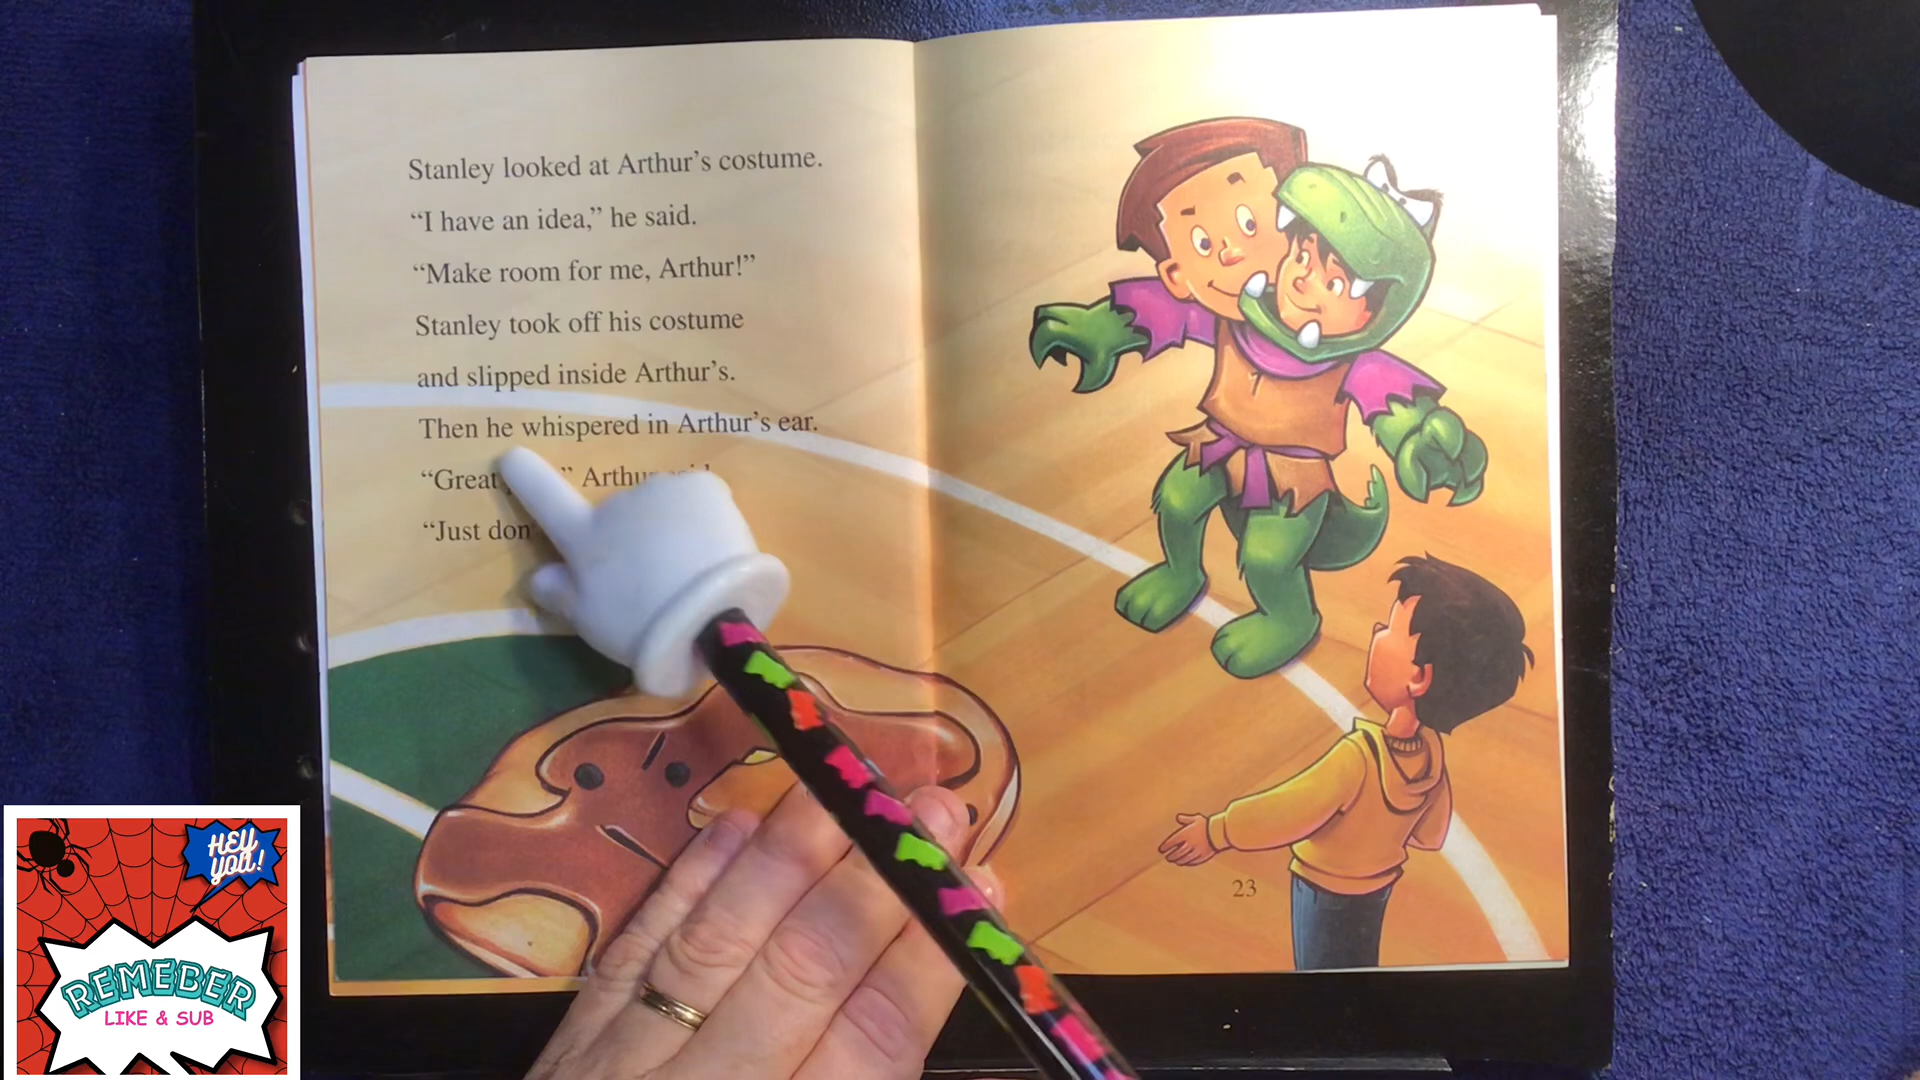 Stanley looked at Arthur’s costume.
“I have an idea,” he said.
“Make room for me, Arthur!”
Stanley took off his costume
and slipped inside Arthur’s.
Then he whispered in Arthur’s ear.
“Great ” Arthur
“Just
23
HEY
YOU!
REMEBER
LIKE & SUB